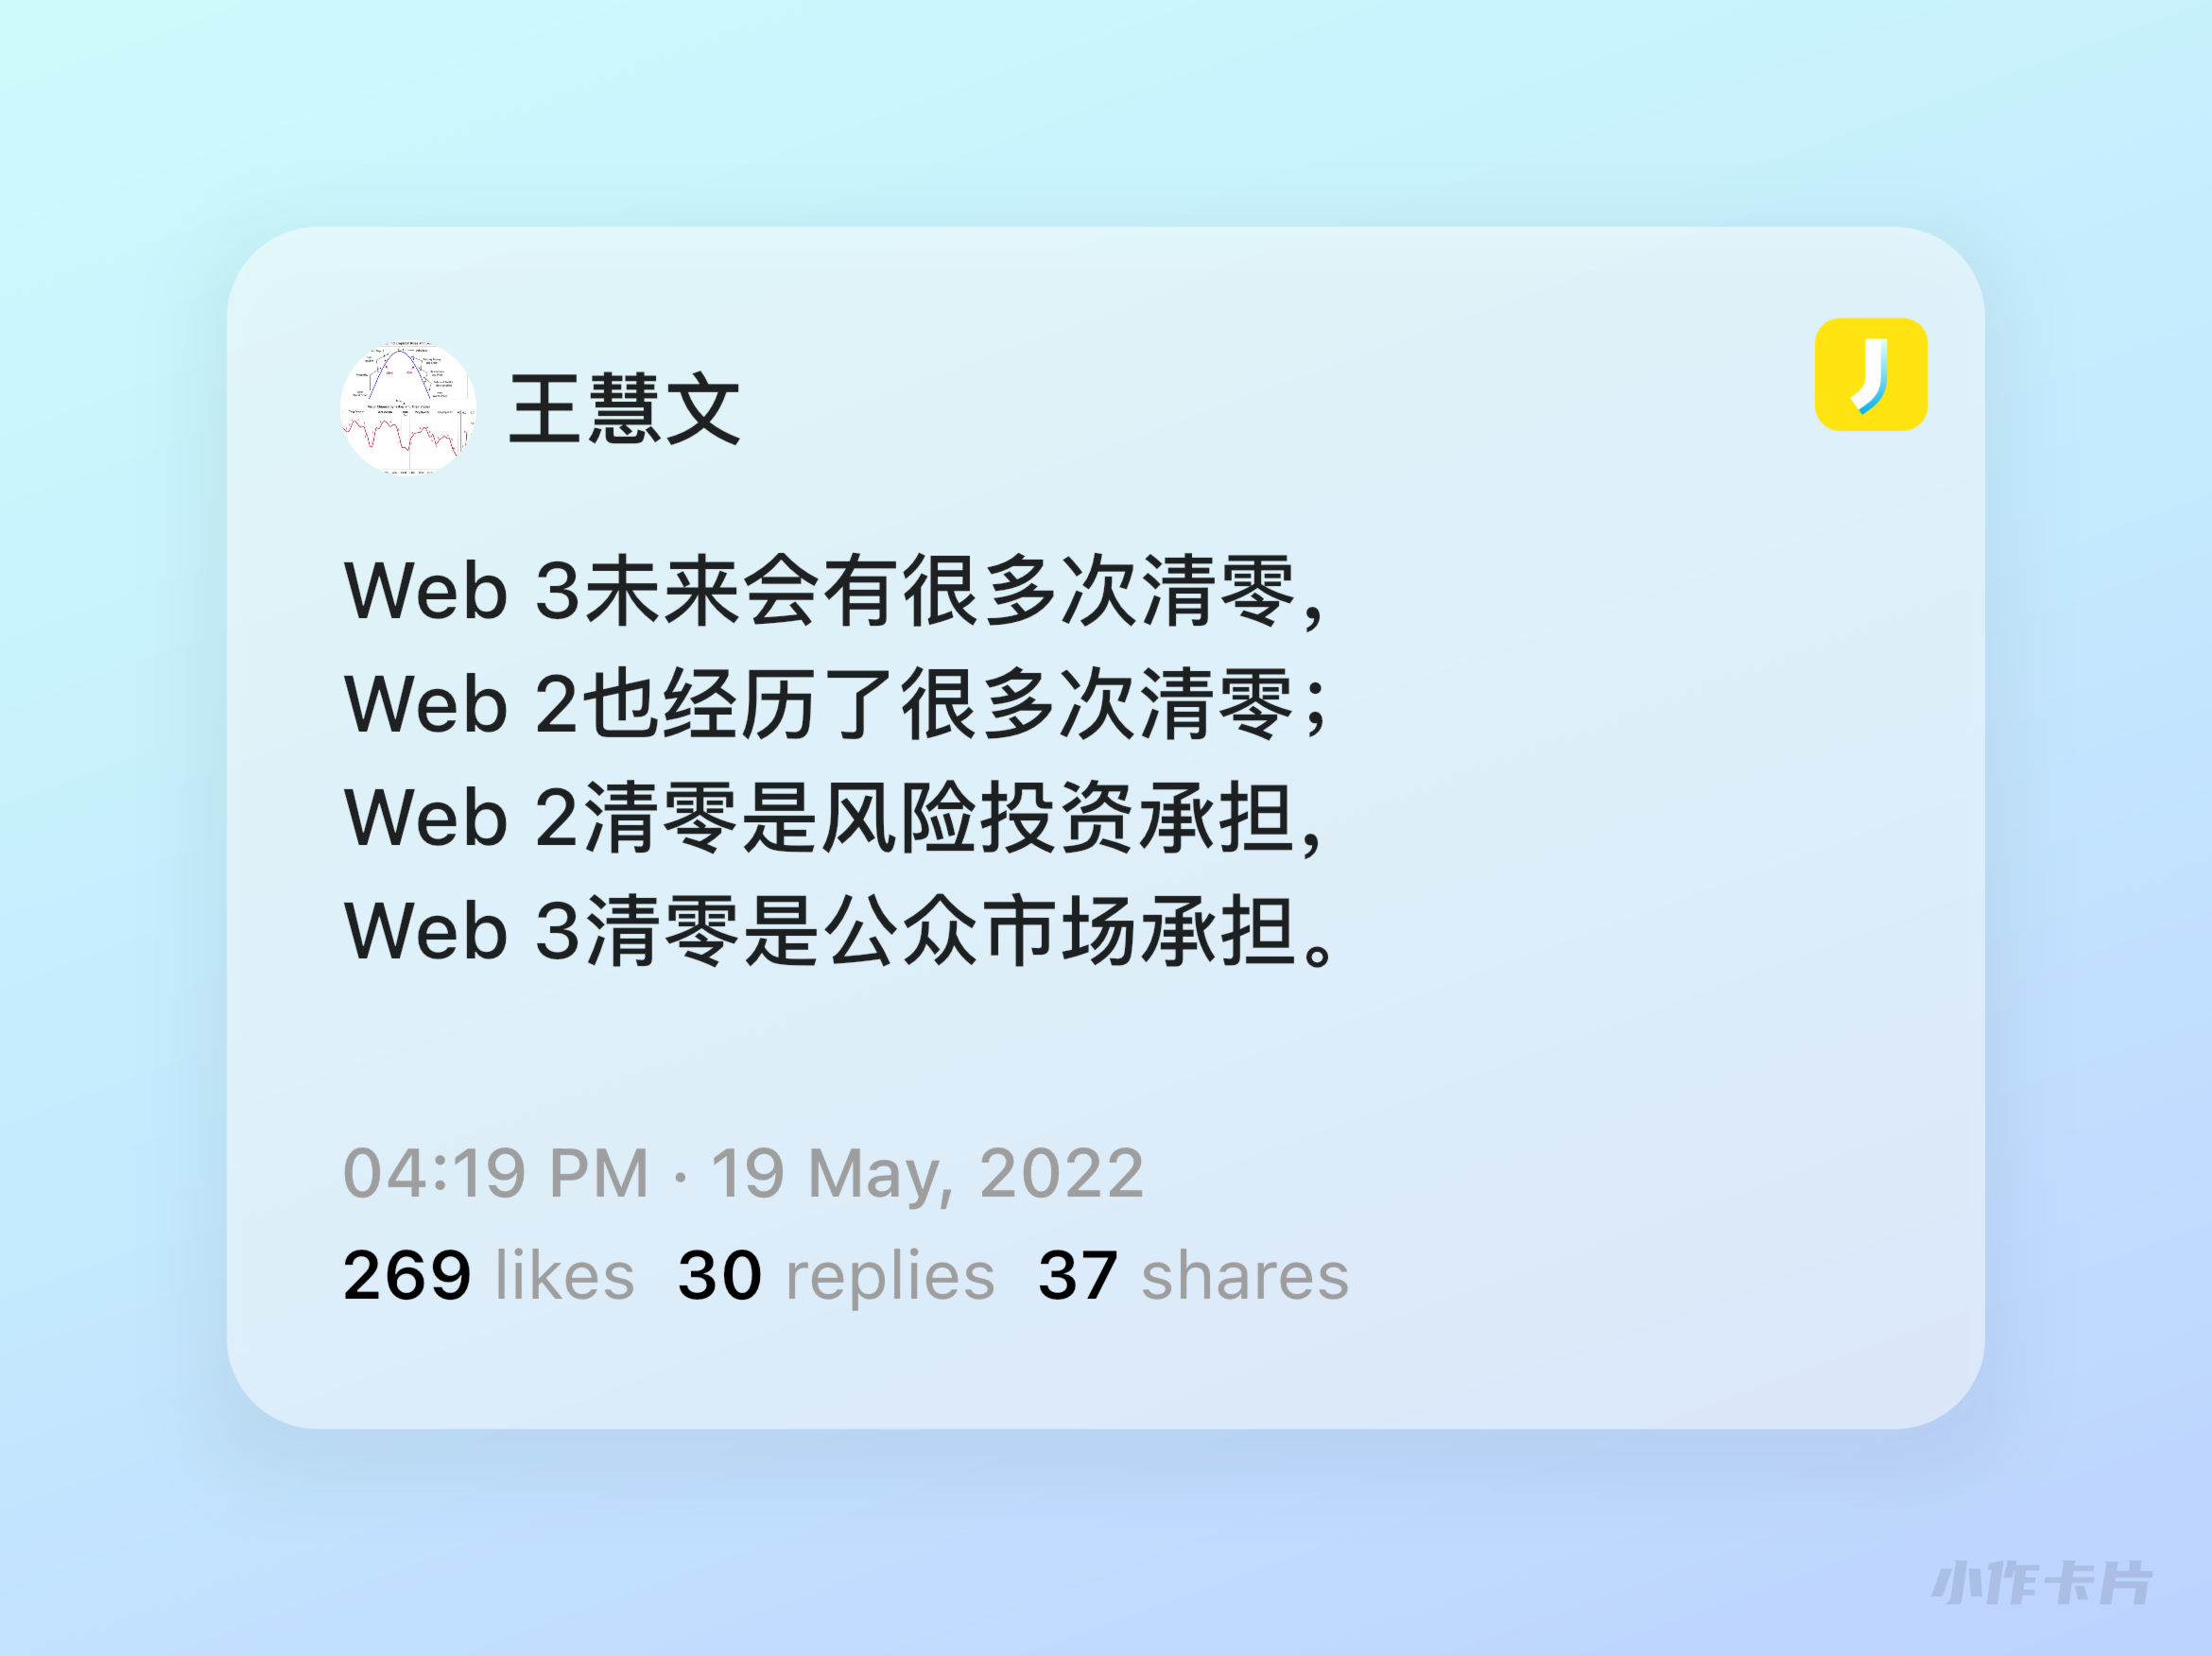 王慧文
Web 3未来会有很多次清零，
Web 2也经历了很多次清零；
Web 2清零是风险投资承担，
Web 3清零是公众市场承担。
04:19 PM · 19 May, 2022
269 likes 30 replies 37 shares
小作卡片